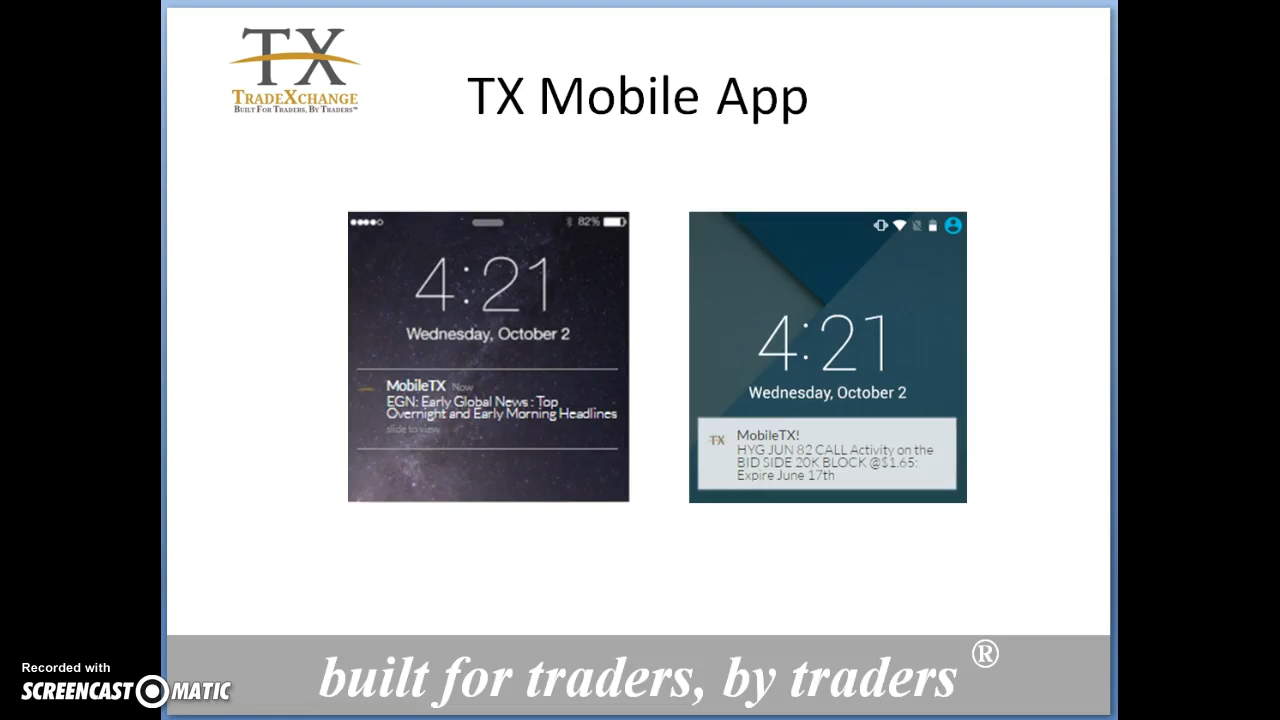 TX
TRADEXCHANGE
BUILT FOR TRADERS, BY TRADERS™
TX Mobile App
82%
4:21
Wednesday, October 2
MobileTX Now
EGN: Early Global News : Top
Overnight and Early Morning Headlines
slide to view
4:21
Wednesday, October 2
TX
MobileTX!
HYG JUN 82 CALL Activity on the
BID SIDE 20K BLOCK @$1.65:
Expire June 17th
built for traders, by traders ®
Recorded with
SCREENCAST MATIC